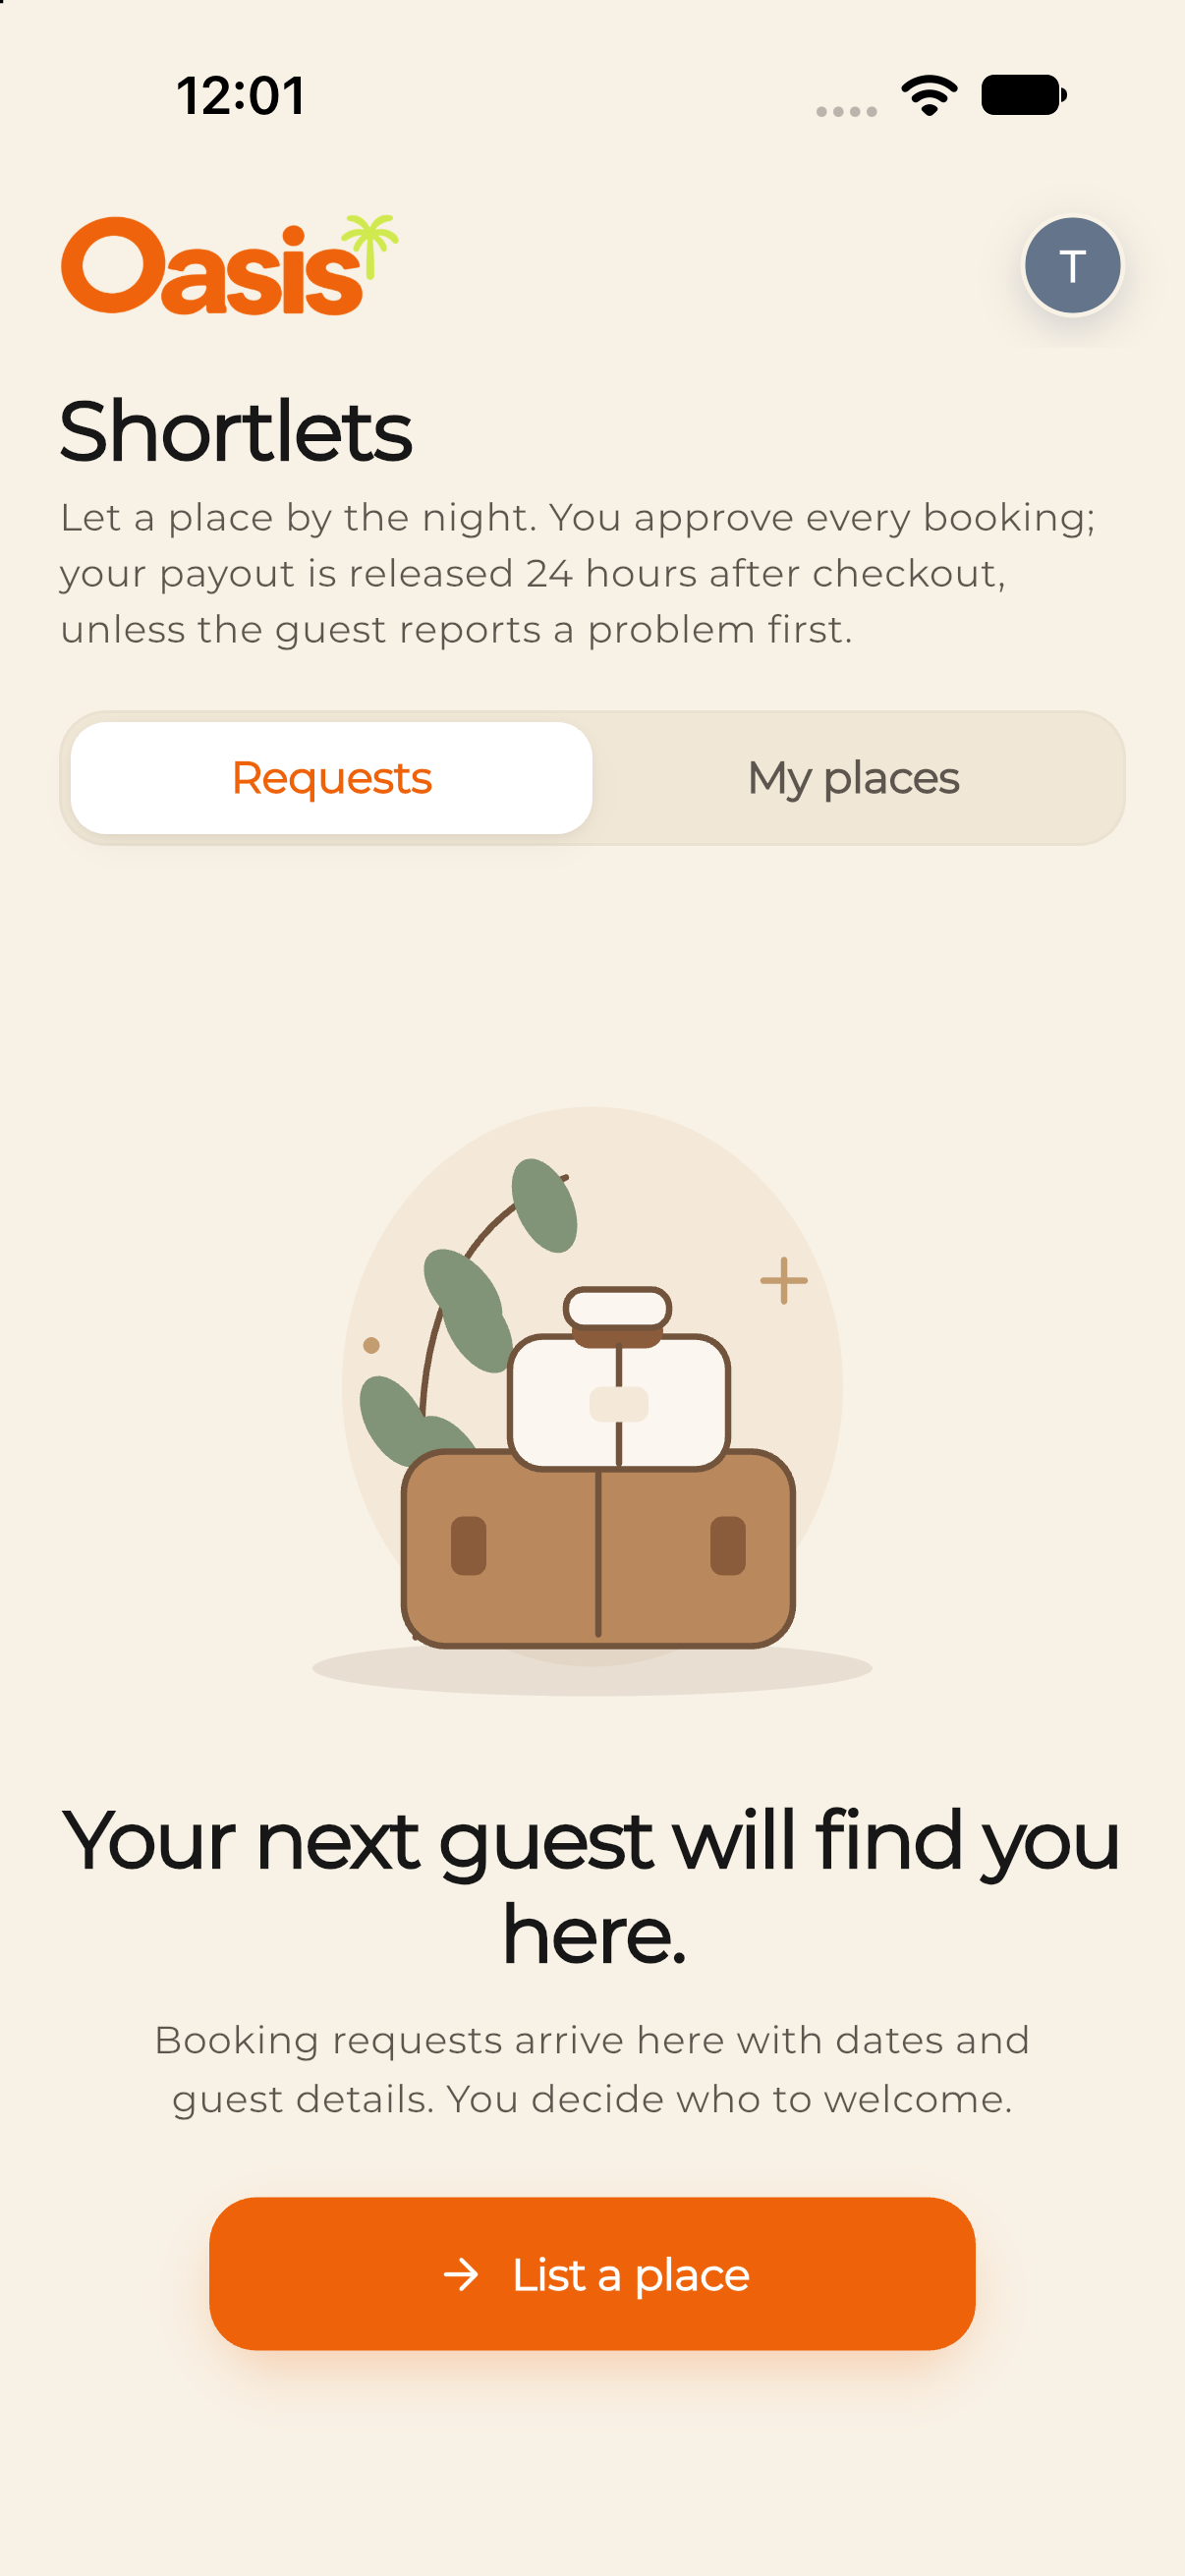 12:01
Oasis
T
Shortlets
Let a place by the night. You approve every booking;
your payout is released 24 hours after checkout,
unless the guest reports a problem first.
Requests
My places
Your next guest will find you
here.
Booking requests arrive here with dates and
guest details. You decide who to welcome.
List a place